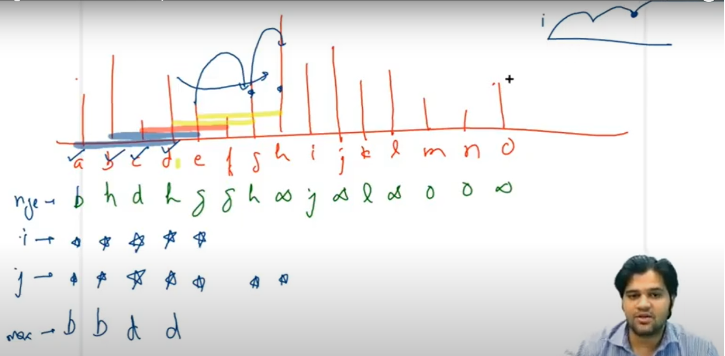 i
a b c d e f g h i j k l m n o
nge→ b h d h g g h ∞ j ∞ l ∞ o o ∞
i→
j→
max→ b b d d